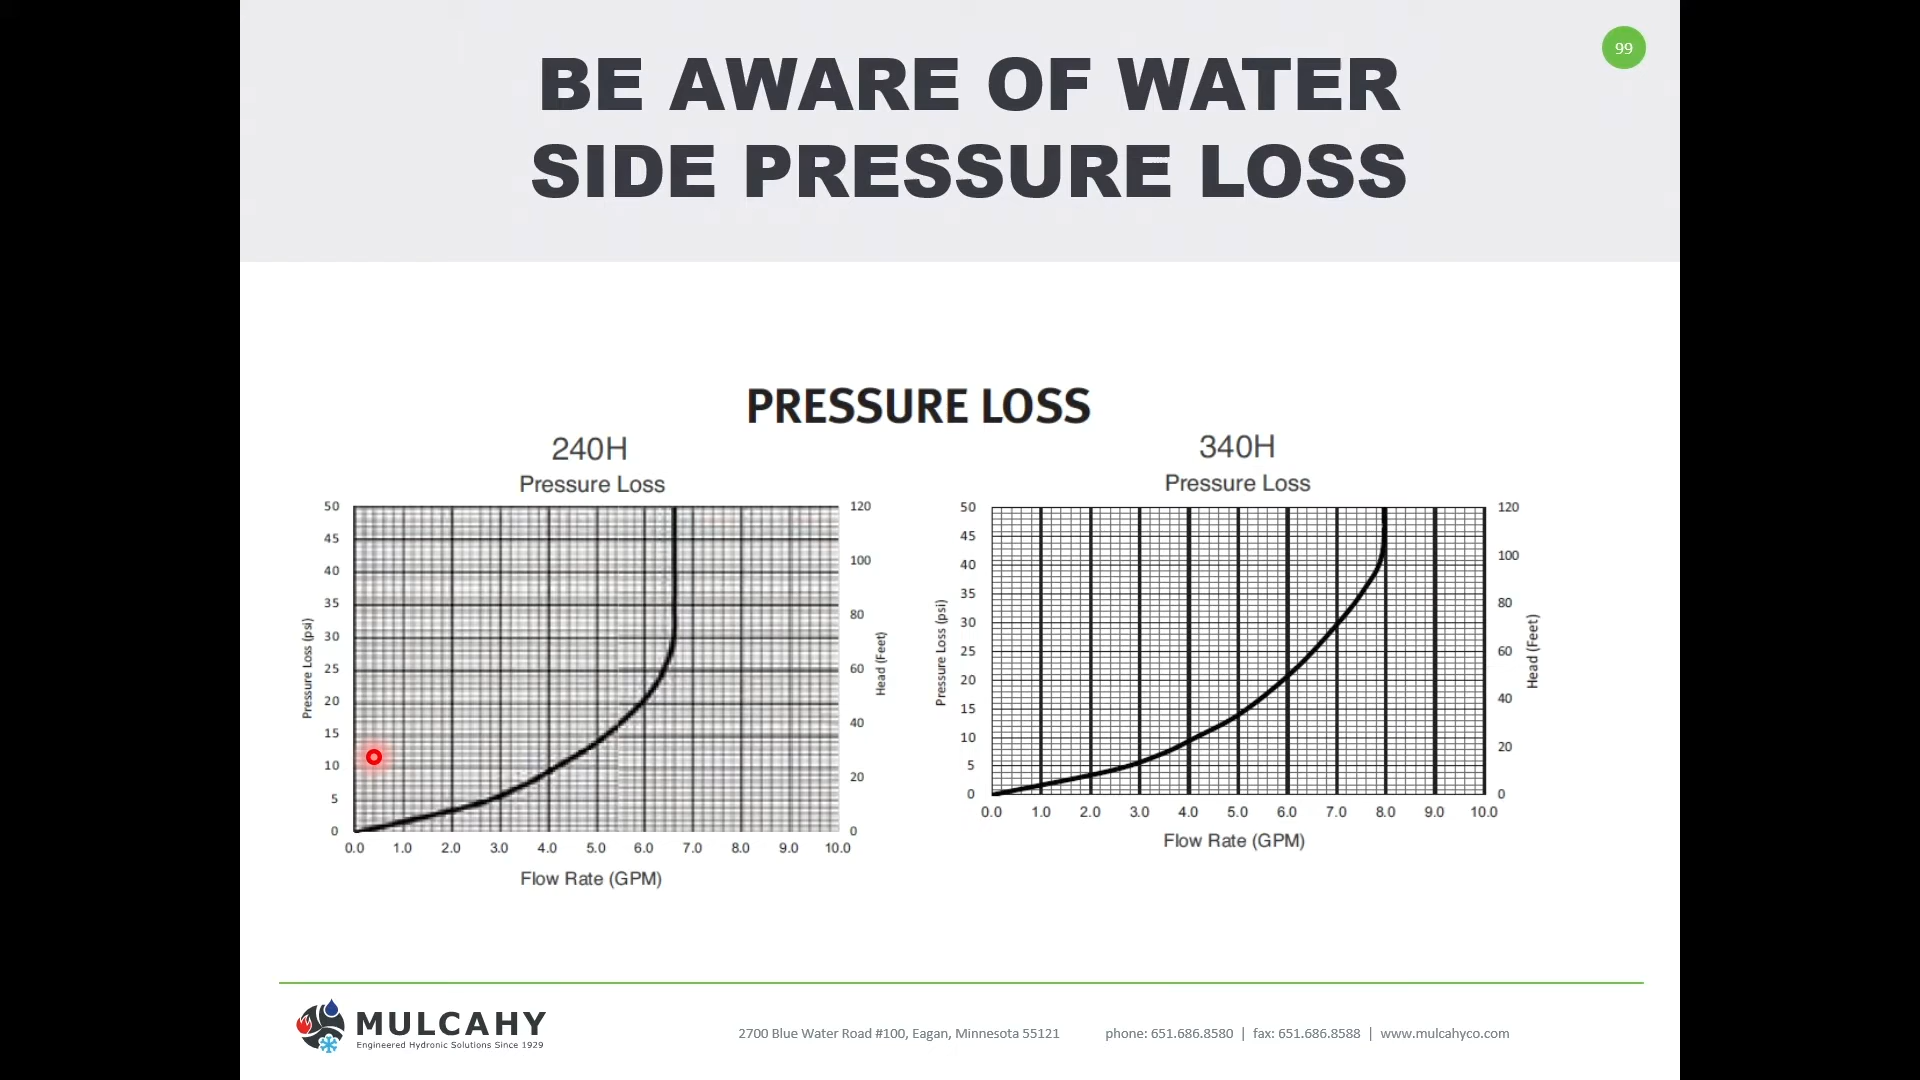 99
BE AWARE OF WATER
SIDE PRESSURE LOSS
PRESSURE LOSS
240H
Pressure Loss
50
45
40
35
30
25
20
15
10
5
0
Pressure Loss (psi)
120
100
80
60
40
20
0
Head (Feet)
0.0 1.0 2.0 3.0 4.0 5.0 6.0 7.0 8.0 9.0 10.0
Flow Rate (GPM)
340H
Pressure Loss
50
45
40
35
30
25
20
15
10
5
0
Pressure Loss (psi)
120
100
80
60
40
20
0
Head (Feet)
0.0 1.0 2.0 3.0 4.0 5.0 6.0 7.0 8.0 9.0 10.0
Flow Rate (GPM)
MULCAHY
Engineered Hydronic Solutions Since 1929
2700 Blue Water Road #100, Eagan, Minnesota 55121 phone: 651.686.8580 | fax: 651.686.8588 | www.mulcahyco.com